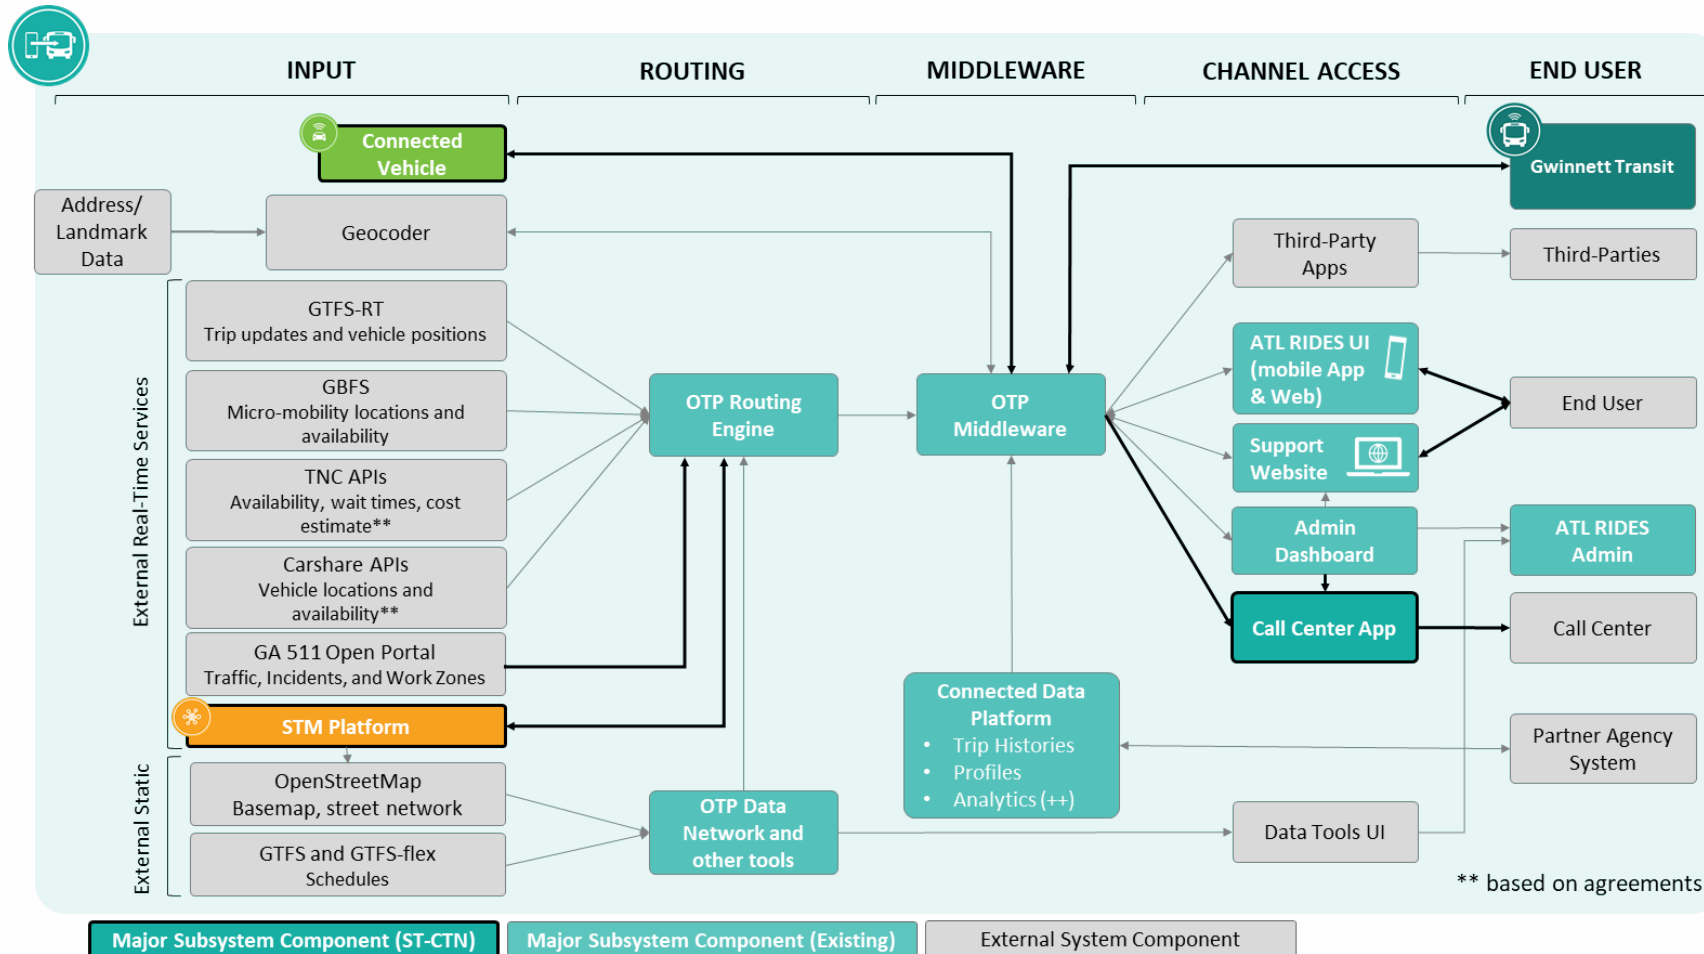 INPUT
ROUTING
MIDDLEWARE
CHANNEL ACCESS
END USER
Connected
Vehicle
Gwinnett Transit
Address/
Landmark
Data
Geocoder
Third-Party
Apps
Third-Parties
External Real-Time Services
GTFS-RT
Trip updates and vehicle positions
GBFS
Micro-mobility locations and
availability
TNC APIs
Availability, wait times, cost
estimate**
Carshare APIs
Vehicle locations and
availability**
GA 511 Open Portal
Traffic, Incidents, and Work Zones
STM Platform
OTP Routing
Engine
OTP
Middleware
ATL RIDES UI
(mobile App
& Web)
End User
Support
Website
Admin
Dashboard
ATL RIDES
Admin
Call Center App
Call Center
Connected Data
Platform
• Trip Histories
• Profiles
• Analytics (++)
Partner Agency
System
External Static
OpenStreetMap
Basemap, street network
GTFS and GTFS-flex
Schedules
OTP Data
Network and
other tools
Data Tools UI
** based on agreements
Major Subsystem Component (ST-CTN)
Major Subsystem Component (Existing)
External System Component